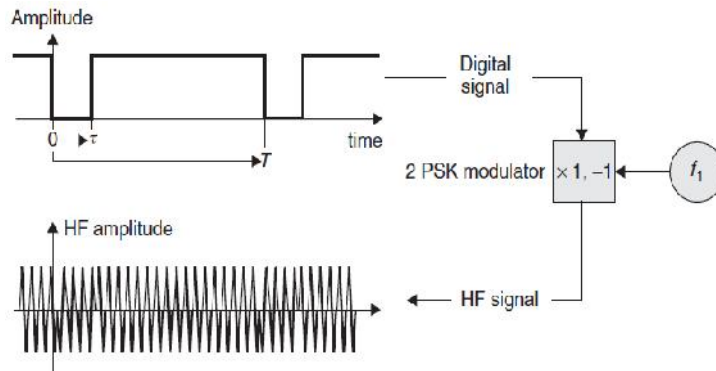 Amplitude
Digital
signal
0
τ
T
time
2 PSK modulator
× 1, –1
f1
HF amplitude
HF signal